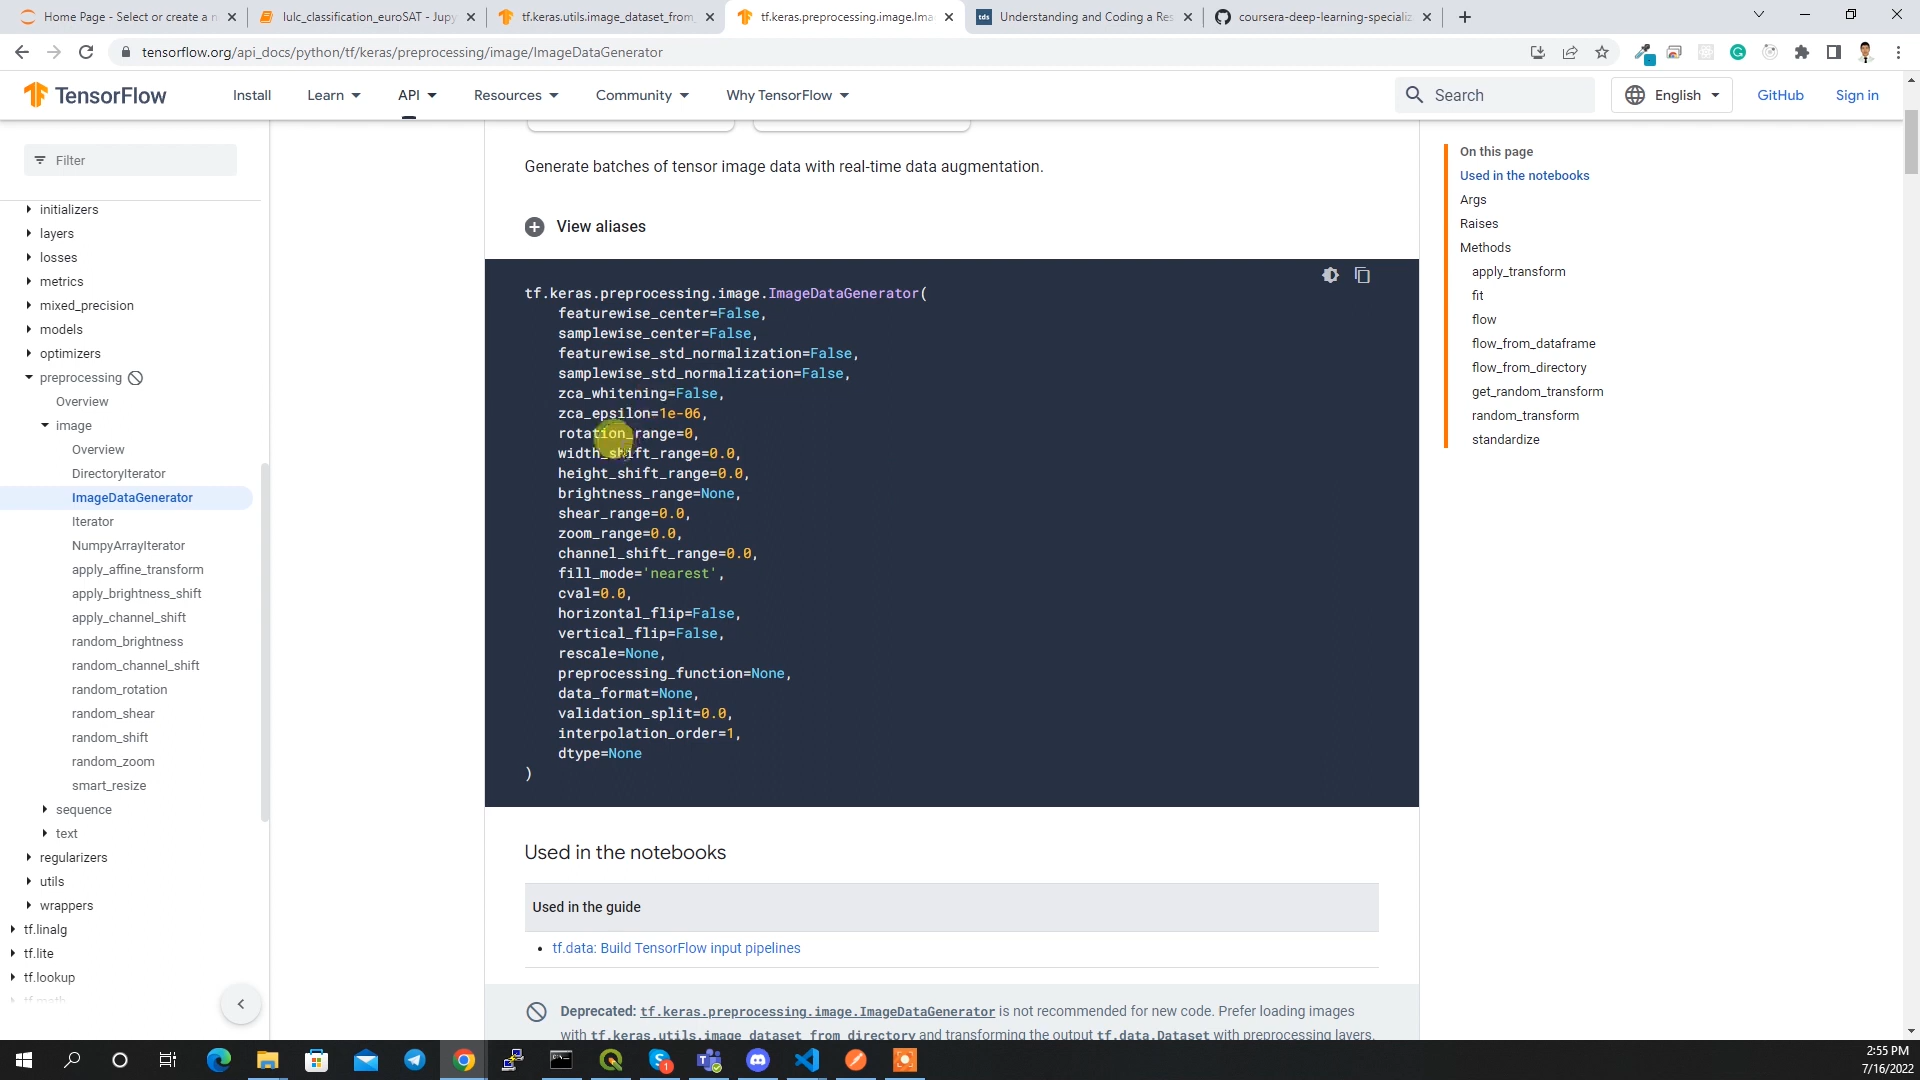 Home Page - Select or create a n
lulc_classification_euroSAT - Jupy
tf.keras.utils.image_dataset_from
tf.keras.preprocessing.image.Ima
Understanding and Coding a Res
coursera-deep-learning-specializ
tensorflow.org/api_docs/python/tf/keras/preprocessing/image/ImageDataGenerator
TensorFlow
Install
Learn
API
Resources
Community
Why TensorFlow
Search
English
GitHub
Sign in
Filter
initializers
layers
losses
metrics
mixed_precision
models
optimizers
preprocessing
Overview
image
Overview
DirectoryIterator
ImageDataGenerator
Iterator
NumpyArrayIterator
apply_affine_transform
apply_brightness_shift
apply_channel_shift
random_brightness
random_channel_shift
random_rotation
random_shear
random_shift
random_zoom
smart_resize
sequence
text
regularizers
utils
wrappers
tf.linalg
tf.lite
tf.lookup
tf.math
Generate batches of tensor image data with real-time data augmentation.
View aliases
tf.keras.preprocessing.image.ImageDataGenerator(
featurewise_center=False,
samplewise_center=False,
featurewise_std_normalization=False,
samplewise_std_normalization=False,
zca_whitening=False,
zca_epsilon=1e-06,
rotation_range=0,
width_shift_range=0.0,
height_shift_range=0.0,
brightness_range=None,
shear_range=0.0,
zoom_range=0.0,
channel_shift_range=0.0,
fill_mode='nearest',
cval=0.0,
horizontal_flip=False,
vertical_flip=False,
rescale=None,
preprocessing_function=None,
data_format=None,
validation_split=0.0,
interpolation_order=1,
dtype=None
)
Used in the notebooks
Used in the guide
• tf.data: Build TensorFlow input pipelines
Deprecated: tf.keras.preprocessing.image.ImageDataGenerator is not recommended for new code. Prefer loading images
with tf.keras.utils.image_dataset_from_directory and transforming the output tf.data.Dataset with preprocessing layers.
On this page
Used in the notebooks
Args
Raises
Methods
apply_transform
fit
flow
flow_from_dataframe
flow_from_directory
get_random_transform
random_transform
standardize
2:55 PM
7/16/2022